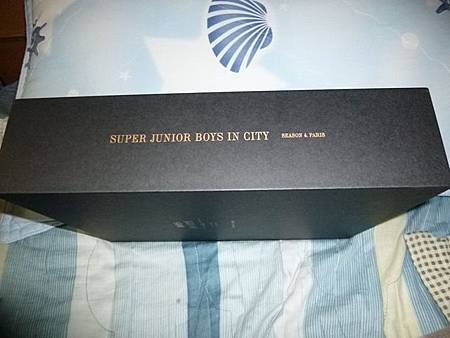 SUPER JUNIOR BOYS IN CITY SEASON 4 PARIS